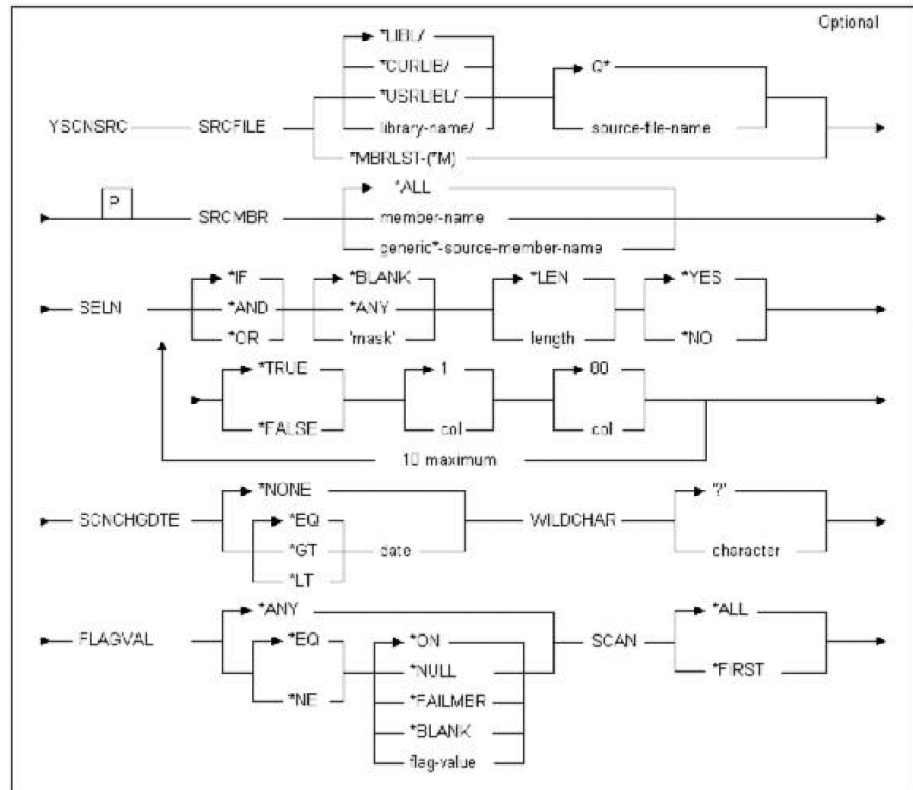 Optional
*LIBL/
*CURLIB/
*USRLIBL/
library-name/
Q*
source-file-name
YSCNSRC
SRCFILE
*MBRLST-(*M)
P
SRCMBR
*ALL
member-name
generic*-source-member-name
SELN
*IF
*AND
*OR
*BLANK
*ANY
'mask'
*LEN
length
*YES
*NO
*TRUE
*FALSE
1
col
80
col
10 maximum
SCNCHGDTE
*NONE
*EQ
*GT
*LT
date
WILDCHAR
'?'
character
FLAGVAL
*ANY
*EQ
*NE
*ON
*NULL
*FAILMBR
*BLANK
flag-value
SCAN
*ALL
*FIRST